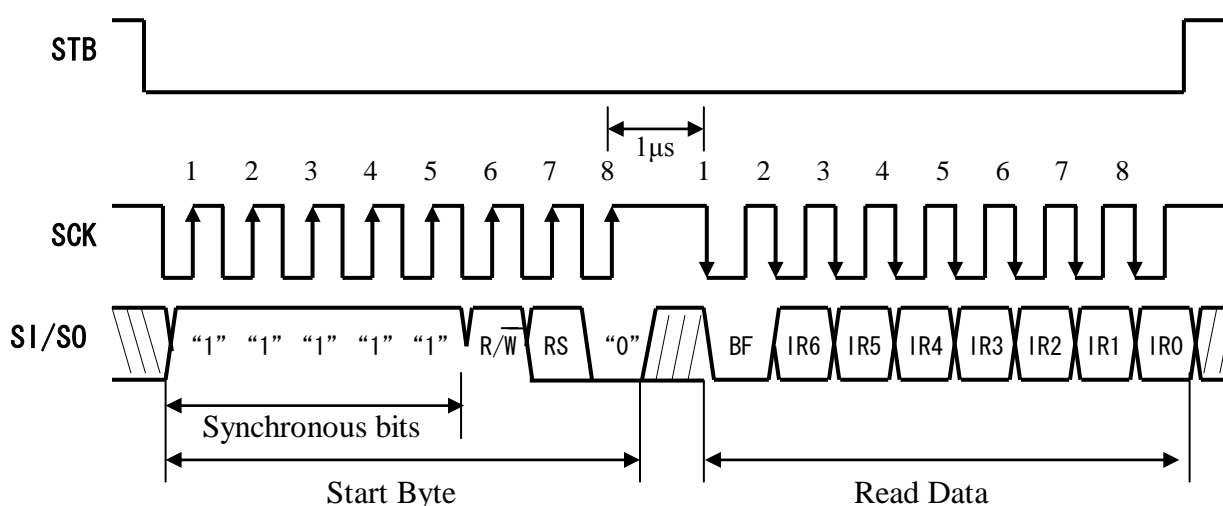 STB
1μs
1 2 3 4 5 6 7 8 1 2 3 4 5 6 7 8
SCK
SI/SO “1” “1” “1” “1” “1” R/W̅ RS “0” BF IR6 IR5 IR4 IR3 IR2 IR1 IR0
Synchronous bits
Start Byte Read Data